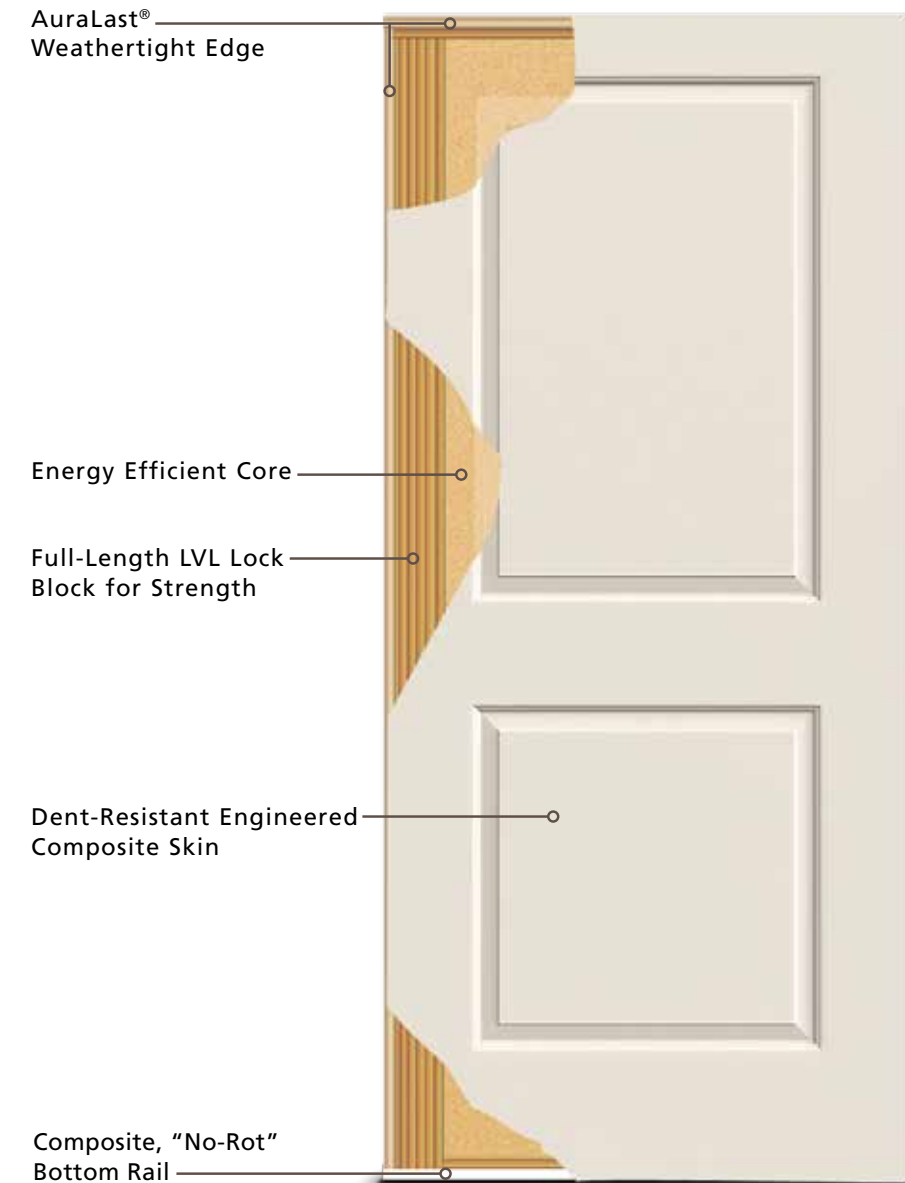 AuraLast®
Weathertight Edge
Energy Efficient Core
Full-Length LVL Lock
Block for Strength
Dent-Resistant Engineered
Composite Skin
Composite, “No-Rot”
Bottom Rail